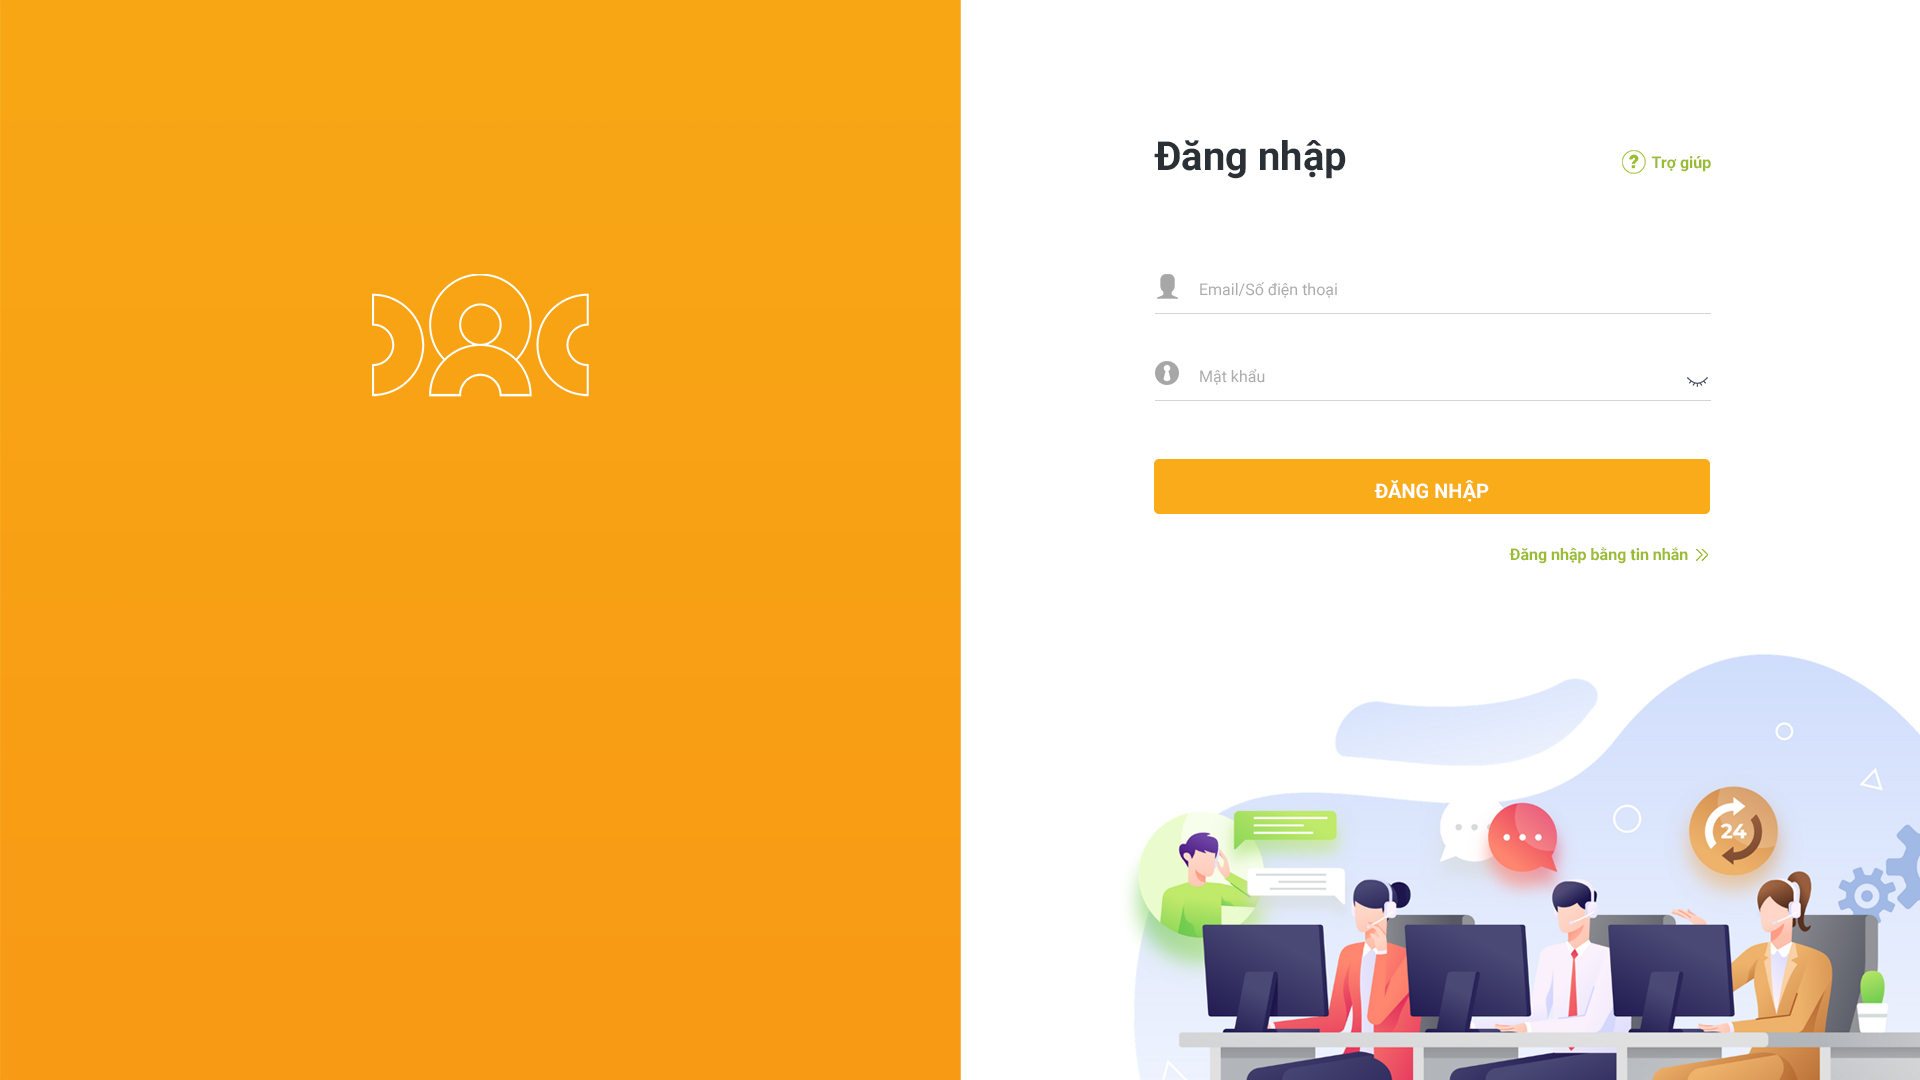 Đăng nhập
? Trợ giúp
Email/Số điện thoại
Mật khẩu
ĐĂNG NHẬP
Đăng nhập bằng tin nhắn
24